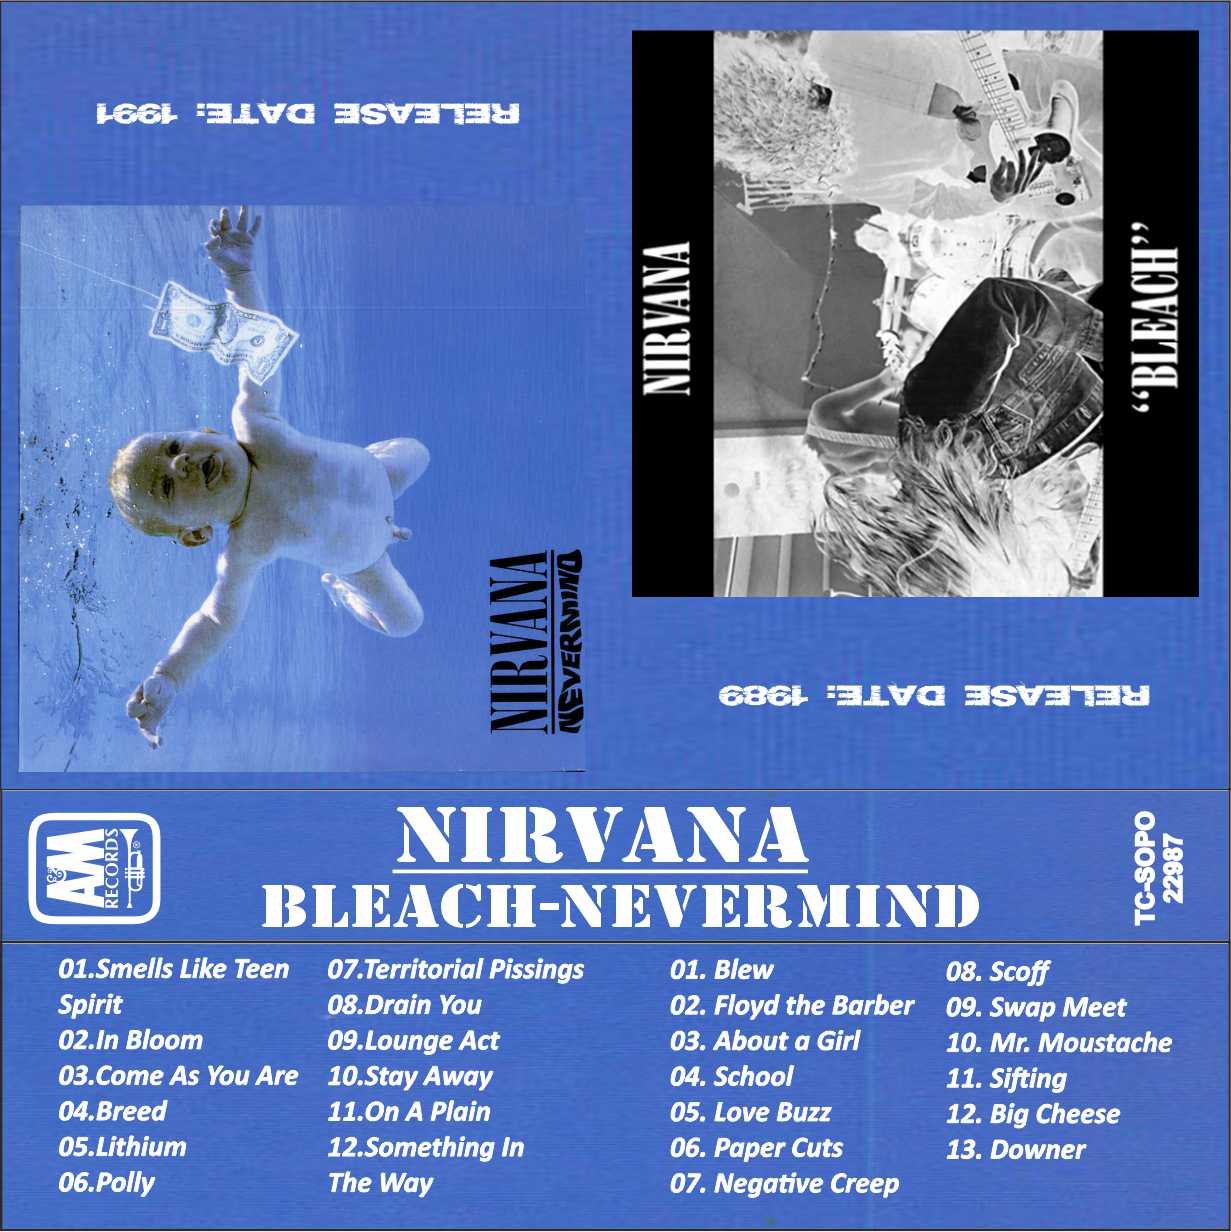 RELEASE DATE: 1991
NIRVANA
NEVERMIND
NIRVANA
“BLEACH”
RELEASE DATE: 1989
A&M
RECORDS
®
NIRVANA
BLEACH-NEVERMIND
TC-SOPO
22987
01.Smells Like Teen
Spirit
02.In Bloom
03.Come As You Are
04.Breed
05.Lithium
06.Polly
07.Territorial Pissings
08.Drain You
09.Lounge Act
10.Stay Away
11.On A Plain
12.Something In
The Way
01. Blew
02. Floyd the Barber
03. About a Girl
04. School
05. Love Buzz
06. Paper Cuts
07. Negative Creep
08. Scoff
09. Swap Meet
10. Mr. Moustache
11. Sifting
12. Big Cheese
13. Downer